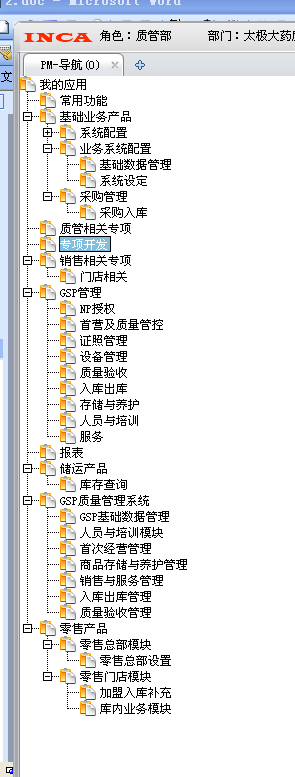 2.doc - Microsoft Word
INCA 角色：质管部 部门：太极大药
PM-导航(0) ×
文
我的应用
常用功能
基础业务产品
系统配置
业务系统配置
基础数据管理
系统设定
采购管理
采购入库
质管相关专项
专项开发
销售相关专项
门店相关
GSP管理
NP授权
首营及质量管控
证照管理
设备管理
质量验收
入库出库
存储与养护
人员与培训
服务
报表
储运产品
库存查询
GSP质量管理系统
GSP基础数据管理
人员与培训模块
首次经营管理
商品存储与养护管理
销售与服务管理
入库出库管理
质量验收管理
零售产品
零售总部模块
零售总部设置
零售门店模块
加盟入库补充
库内业务模块